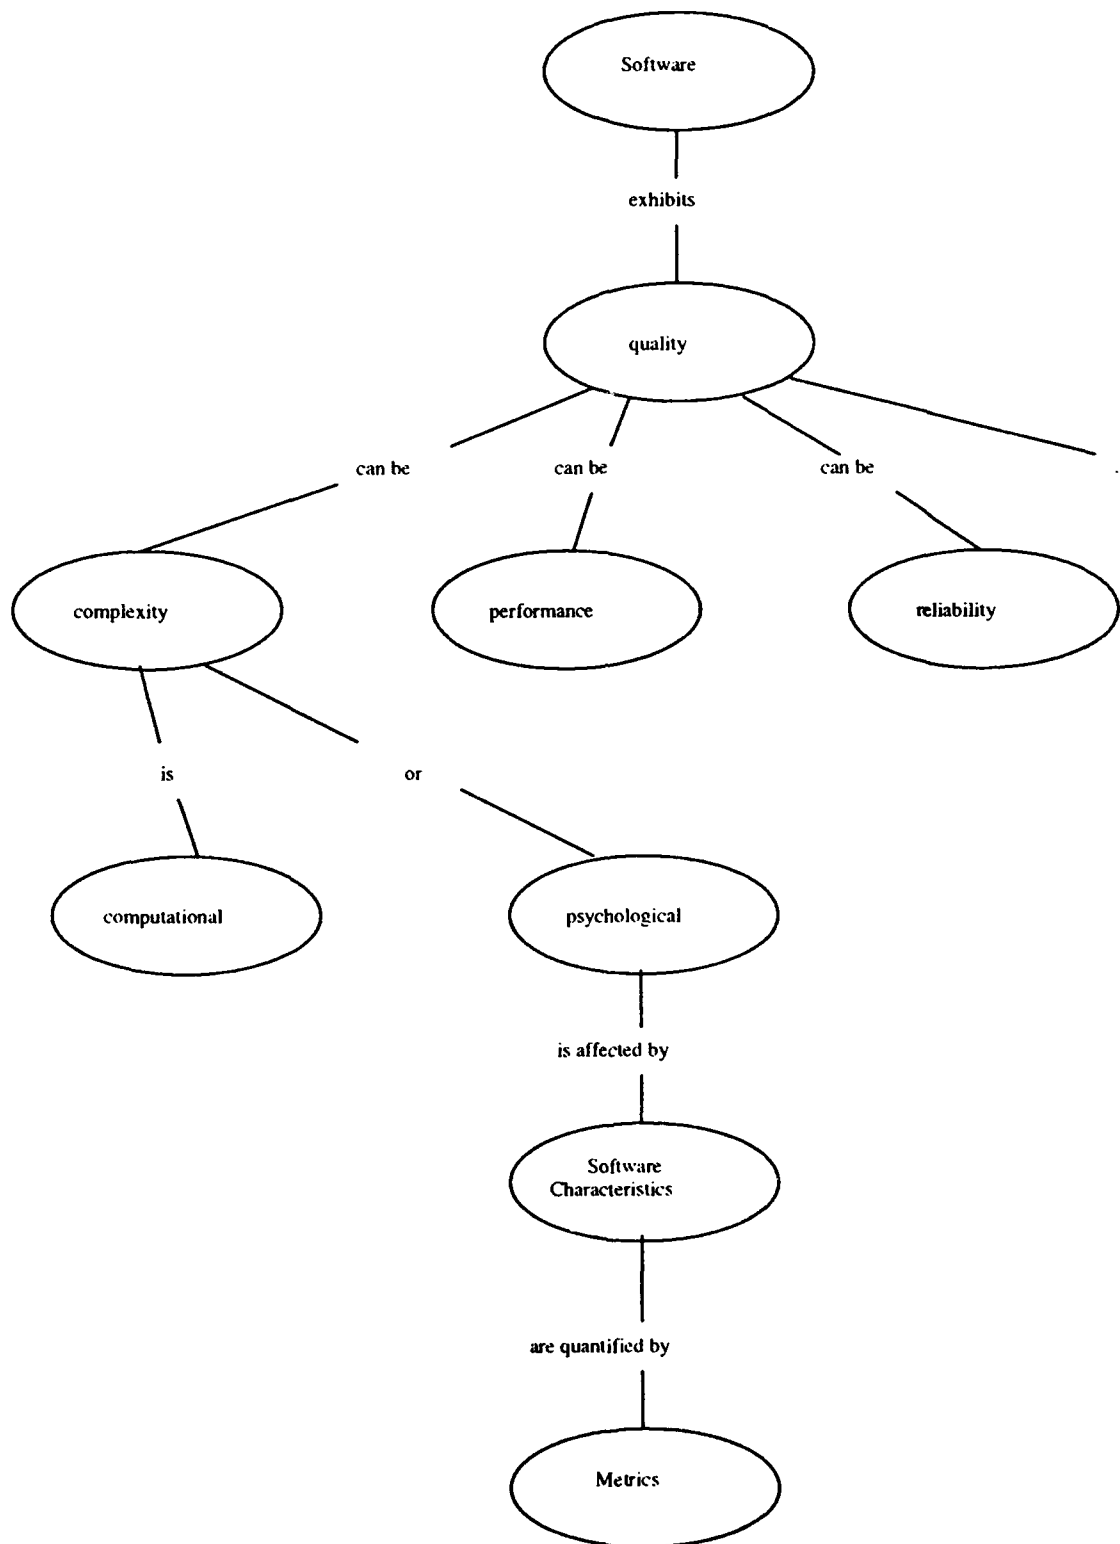 Software
exhibits
quality
can be
can be
can be
.
complexity
performance
reliability
is
or
computational
psychological
is affected by
Software
Characteristics
are quantified by
Metrics